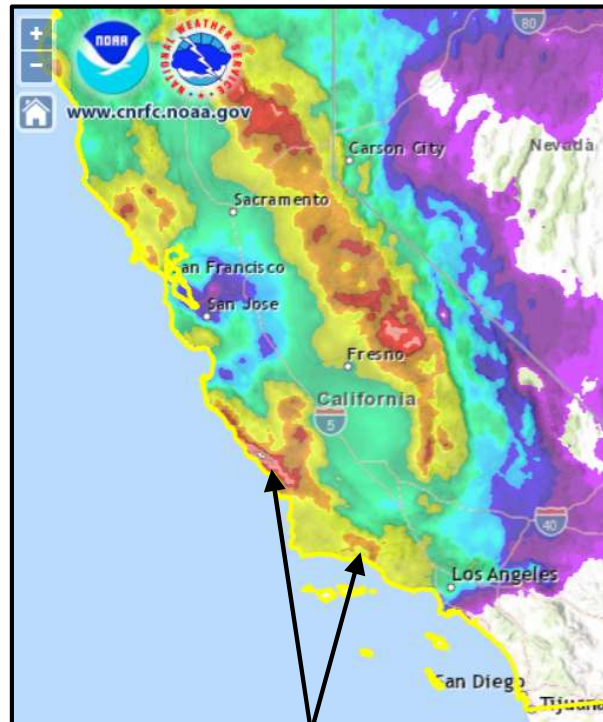 +
80
NOAA
NATIONAL WEATHER SERVICE
−
www.cnrfc.noaa.gov
Carson City
Nevada
Sacramento
an Francisco
San Jose
Fresno
California
5
40
Los Angeles
San Diego
Tijuana